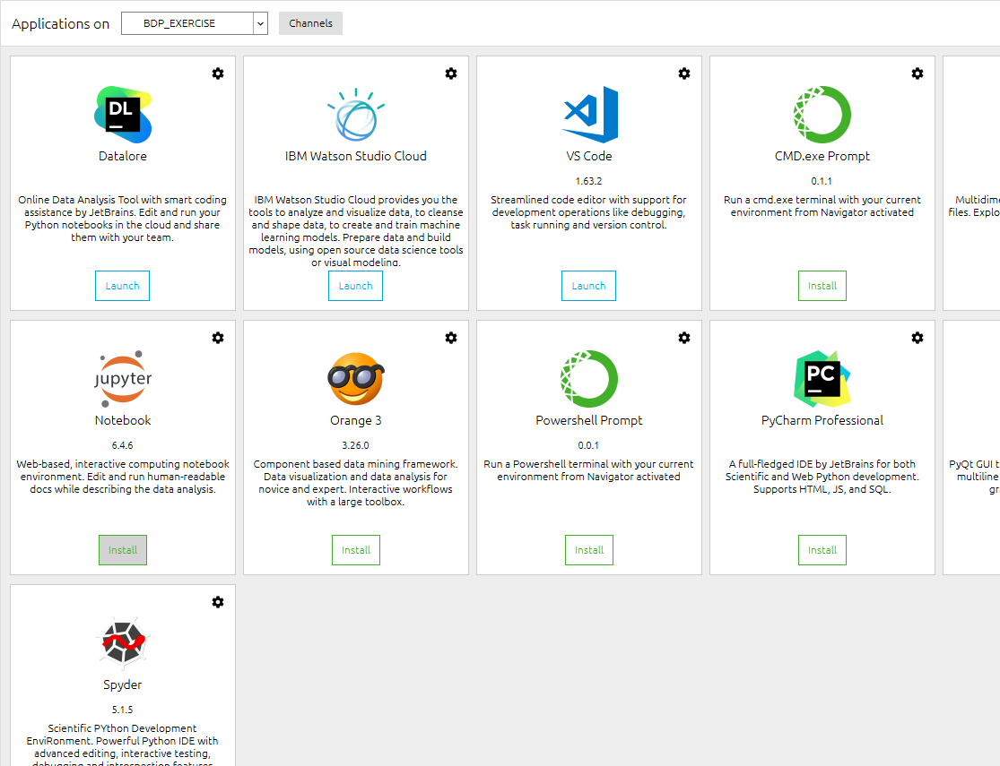 Applications on
BDP_EXERCISE
Channels
DL
Datalore
Online Data Analysis Tool with smart coding
assistance by JetBrains. Edit and run your
Python notebooks in the cloud and share
them with your team.
Launch
IBM Watson Studio Cloud
IBM Watson Studio Cloud provides you the
tools to analyze and visualize data, to cleanse
and shape data, to create and train machine
learning models. Prepare data and build
models, using open source data science tools
or visual modeling.
Launch
VS Code
1.63.2
Streamlined code editor with support for
development operations like debugging,
task running and version control.
Launch
CMD.exe Prompt
0.1.1
Run a cmd.exe terminal with your current
environment from Navigator activated
Install
files. Explo
jupyter
Notebook
6.4.6
Web-based, interactive computing notebook
environment. Edit and run human-readable
docs while describing the data analysis.
Install
Orange 3
3.26.0
Component based data mining framework.
Data visualization and data analysis for
novice and expert. Interactive workflows
with a large toolbox.
Install
Powershell Prompt
0.0.1
Run a Powershell terminal with your current
environment from Navigator activated
Install
PC
PyCharm Professional
A full-fledged IDE by JetBrains for both
Scientific and Web Python development.
Supports HTML, JS, and SQL.
Install
PyQt GUI t
multiline
gr
Spyder
5.1.5
Scientific PYthon Development
EnviRonment. Powerful Python IDE with
advanced editing, interactive testing,
debugging and introspection features